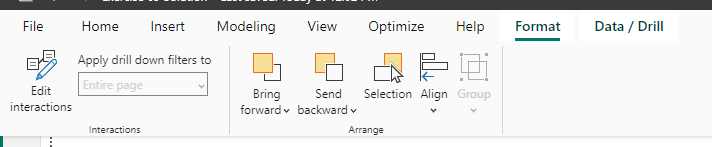 File Home Insert Modeling View Optimize Help Format Data / Drill
Apply drill down filters to
Entire page
Edit
interactions
Interactions
Bring
forward
Send
backward
Selection
Align
Group
Arrange